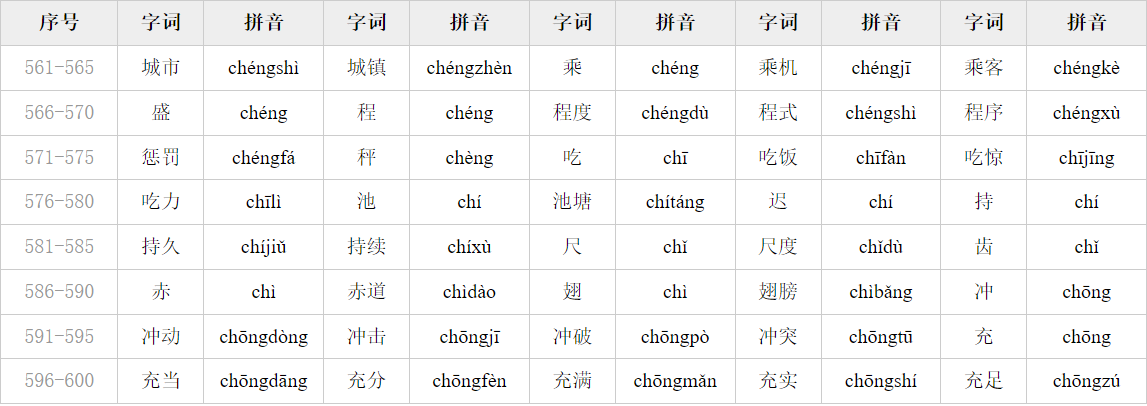 序号 字词 拼音 字词 拼音 字词 拼音 字词 拼音 字词 拼音
561-565 城市 chéngshì 城镇 chéngzhèn 乘 chéng 乘机 chéngjī 乘客 chéngkè
566-570 盛 chéng 程 chéng 程度 chéngdù 程式 chéngshì 程序 chéngxù
571-575 惩罚 chéngfá 秤 chèng 吃 chī 吃饭 chīfàn 吃惊 chījīng
576-580 吃力 chīlì 池 chí 池塘 chítáng 迟 chí 持 chí
581-585 持久 chíjiǔ 持续 chíxù 尺 chǐ 尺度 chǐdù 齿 chǐ
586-590 赤 chì 赤道 chìdào 翅 chì 翅膀 chìbǎng 冲 chōng
591-595 冲动 chōngdòng 冲击 chōngjī 冲破 chōngpò 冲突 chōngtū 充 chōng
596-600 充当 chōngdāng 充分 chōngfèn 充满 chōngmǎn 充实 chōngshí 充足 chōngzú